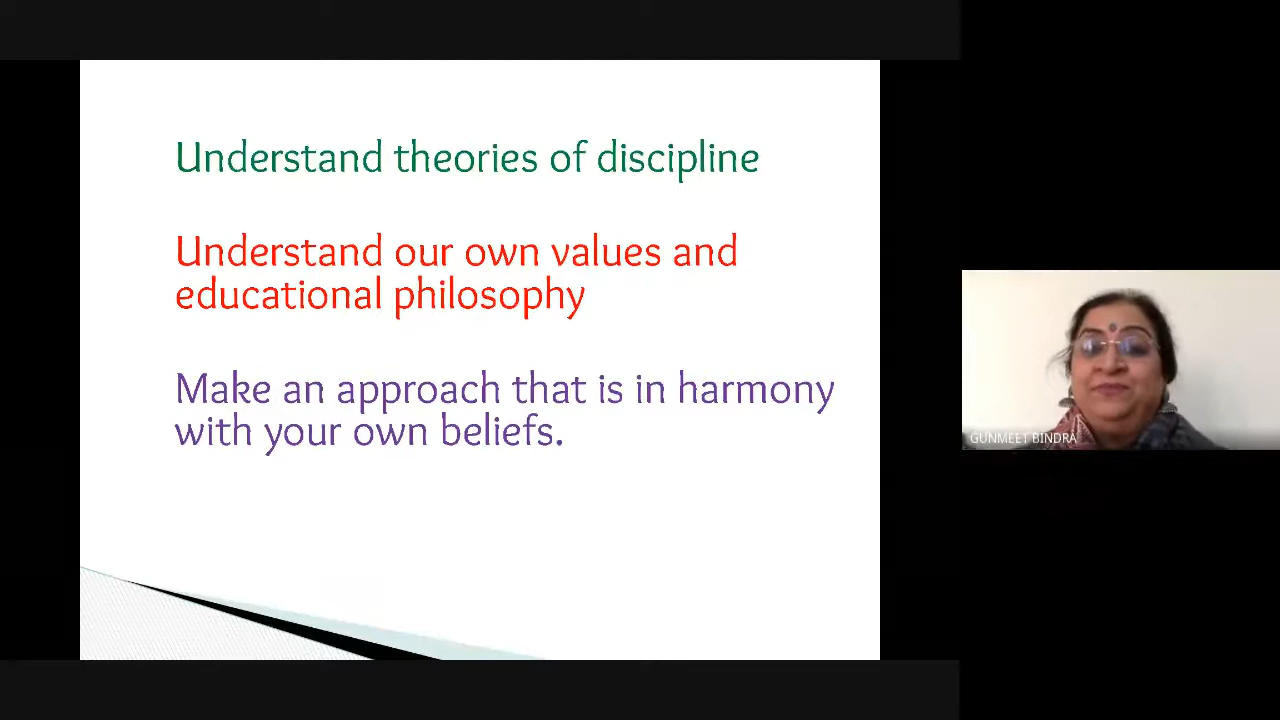 Understand theories of discipline
Understand our own values and
educational philosophy
Make an approach that is in harmony
with your own beliefs.
GUNMEET BINDRA